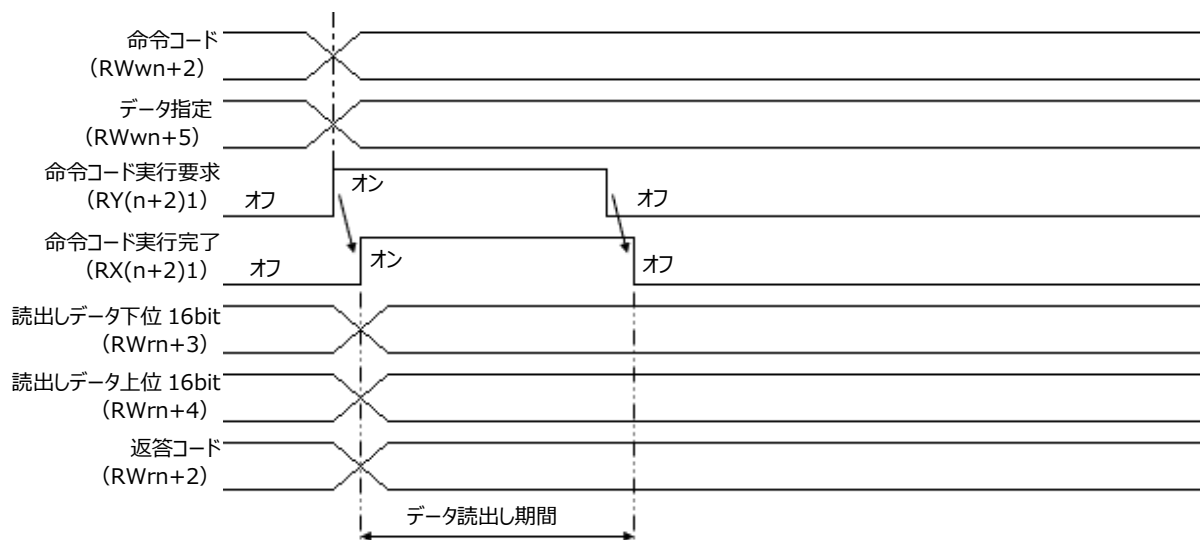 命令コード
（RWwn+2）
データ指定
（RWwn+5）
命令コード実行要求
（RY(n+2)1）
オフ
オン
オフ
命令コード実行完了
（RX(n+2)1）
オフ
オン
オフ
読出しデータ下位 16bit
（RWrn+3）
読出しデータ上位 16bit
（RWrn+4）
返答コード
（RWrn+2）
データ読出し期間